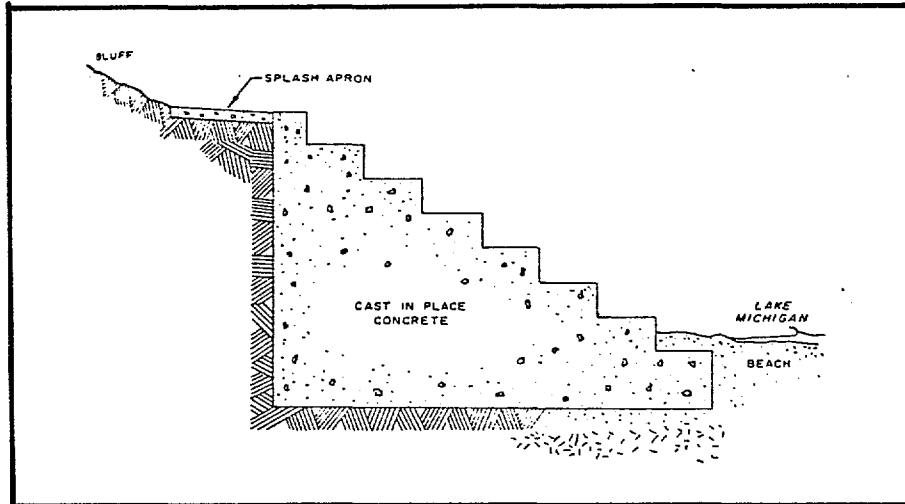 BLUFF
SPLASH APRON
CAST IN PLACE
CONCRETE
LAKE
MICHIGAN
BEACH